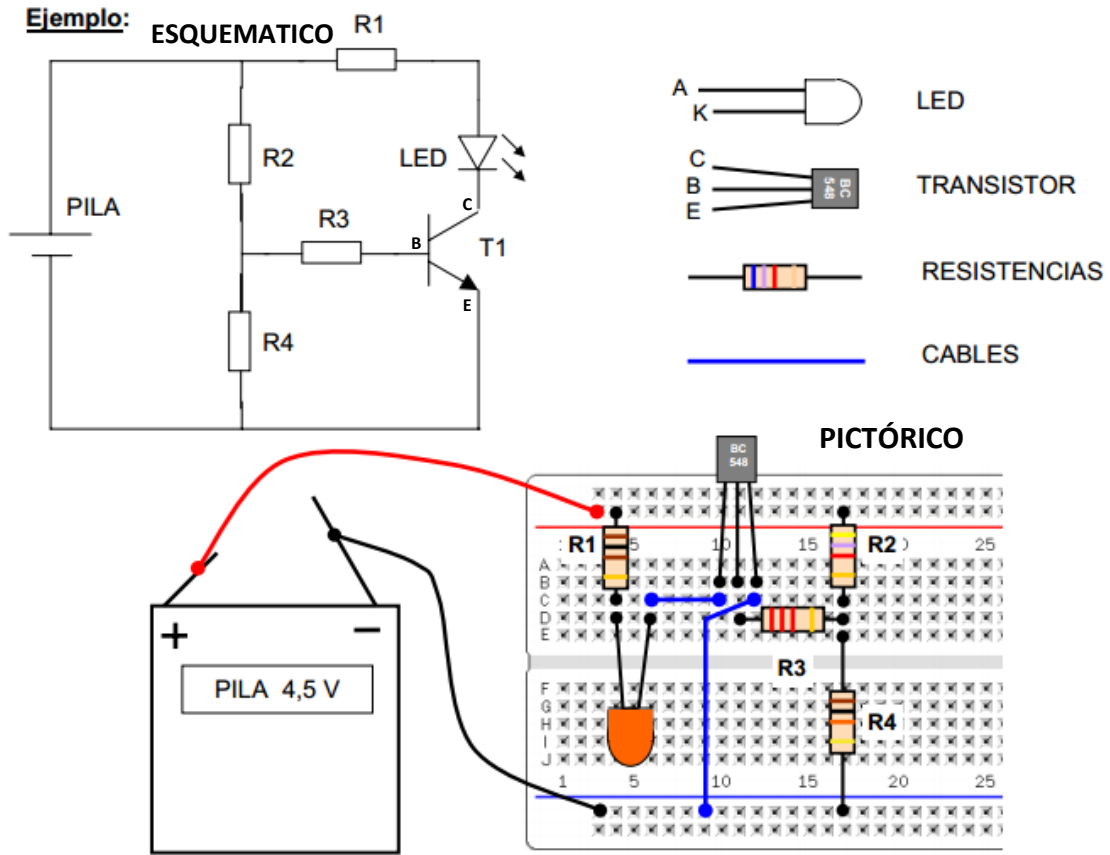 Ejemplo:
ESQUEMATICO
R1
R2
LED
PILA
R3
C
B
T1
E
R4
A
K
LED
C
B
E
BC
548
TRANSISTOR
RESISTENCIAS
CABLES
PICTÓRICO
BC
548
R1
5
10
15
R2
25
A
B
C
D
E
+
−
PILA 4,5 V
R3
F
G
H
I
J
R4
1
5
10
15
20
25